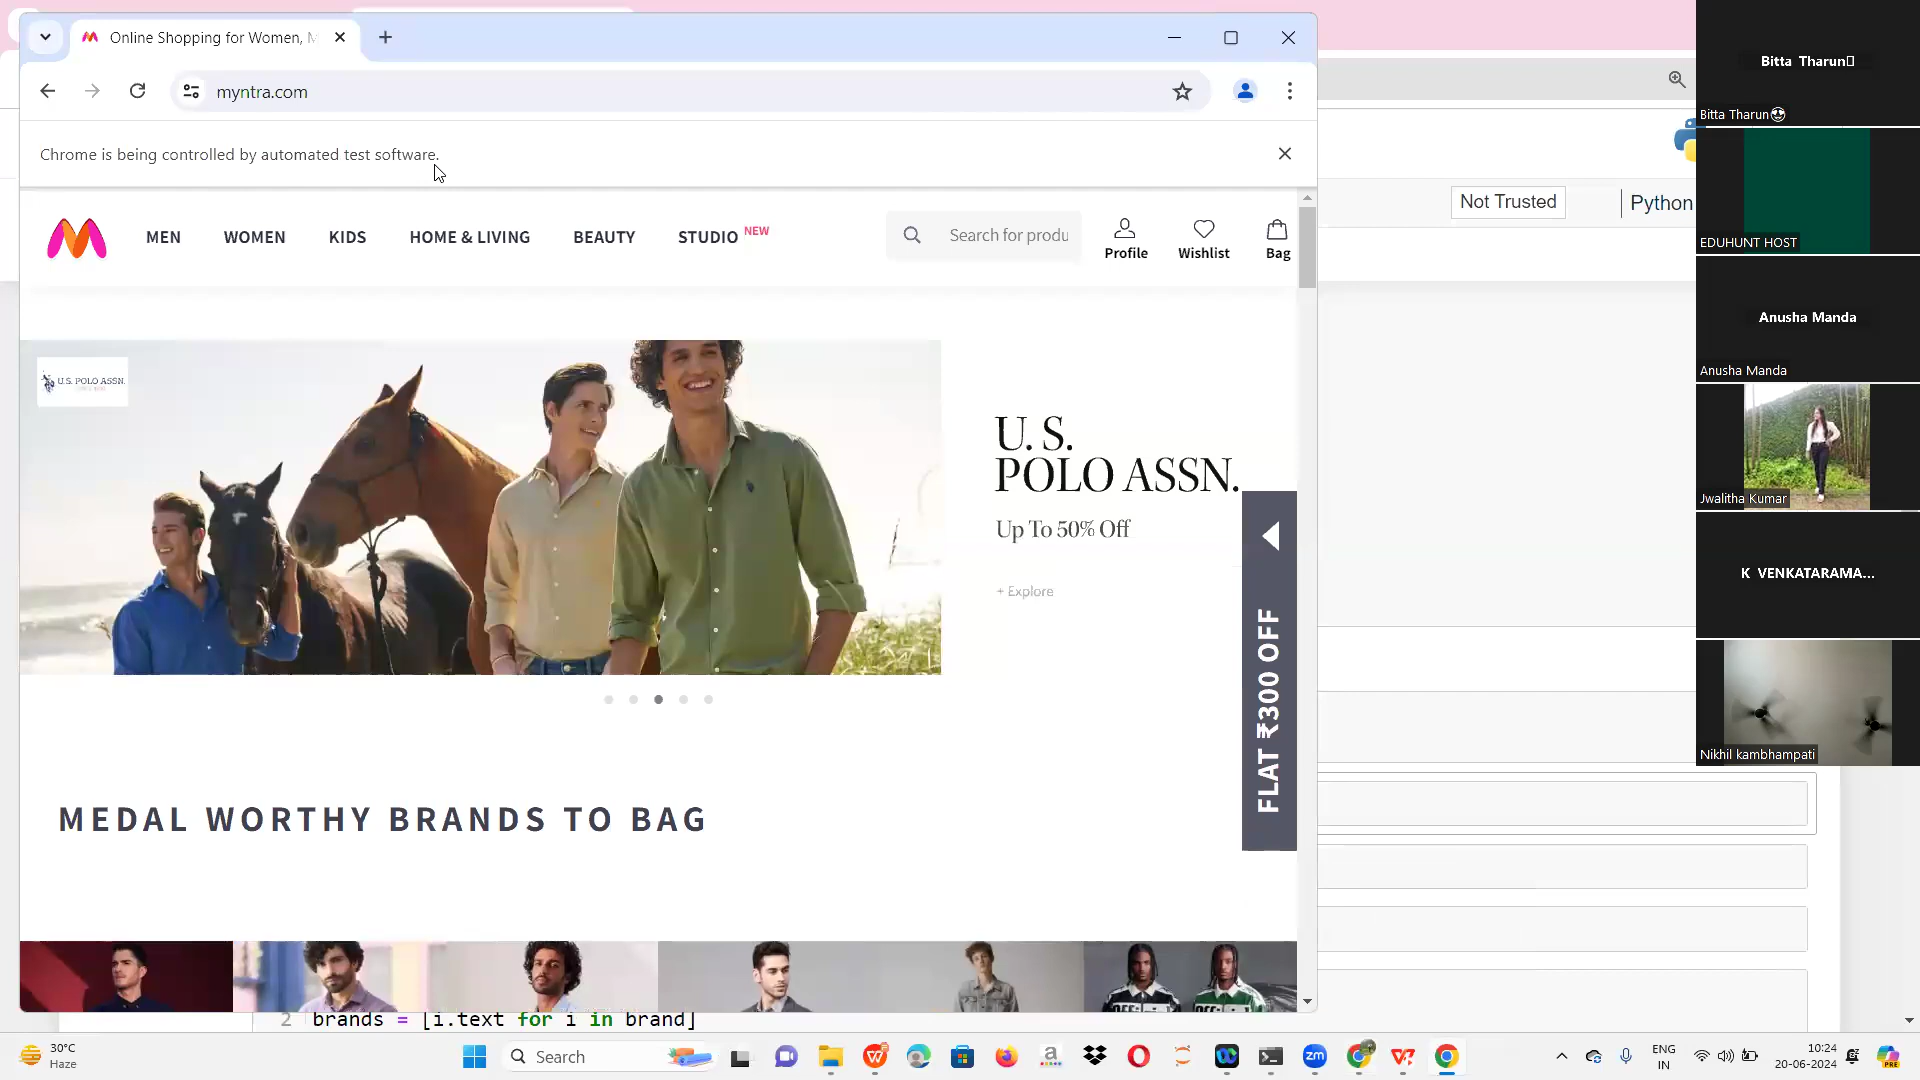 Online Shopping for Women, M
myntra.com
Chrome is being controlled by automated test software.
MEN WOMEN KIDS HOME & LIVING BEAUTY STUDIO NEW
Search for produ
Profile Wishlist Bag
U.S. POLO ASSN.
U. S.
POLO ASSN.
Up To 50% Off
+ Explore
FLAT ₹300 OFF
MEDAL WORTHY BRANDS TO BAG
Not Trusted
Python
2 brands = [i.text for i in brand]
Bitta Tharun
Bitta Tharun
EDUHUNT HOST
Anusha Manda
Anusha Manda
Jwalitha Kumar
K VENKATARAMA...
Nikhil kambhampati
30°C
Haze
Search
zm
ENG
IN
10:24
20-06-2024
PRE